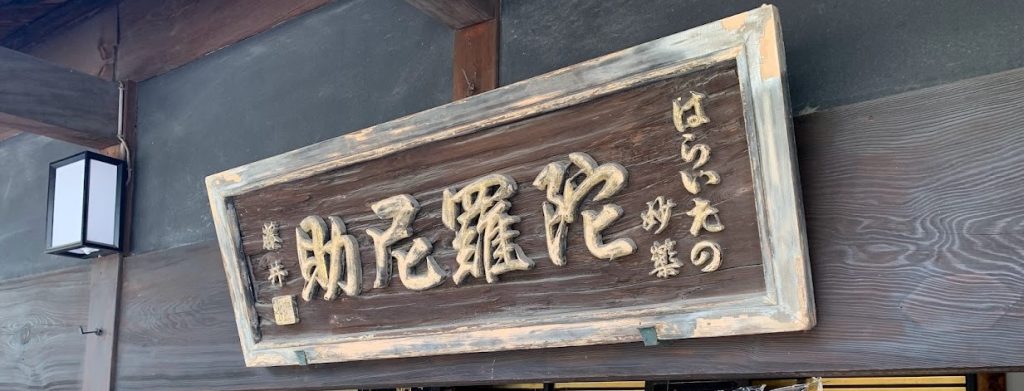 はらいたの
妙薬
陀羅尼助
藤井